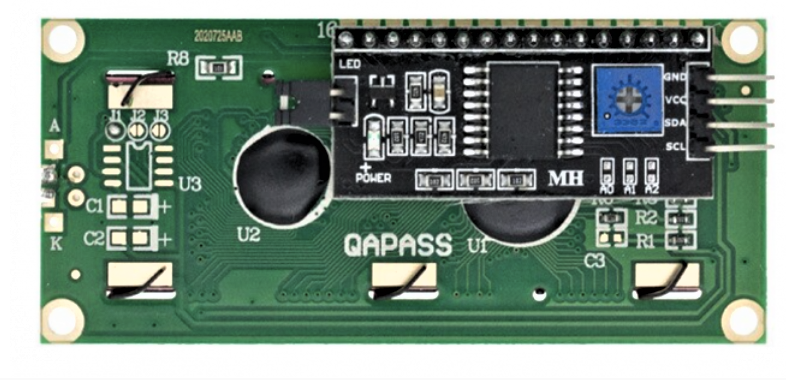 2020725AAB
16
R8
LED
GND
VCC
SDA
SCL
A
J1 J2 J3
U3
POWER
MH
A0 A1 A2
C1
C2
K
U2
QAPASS
U1
R2
R1
C3